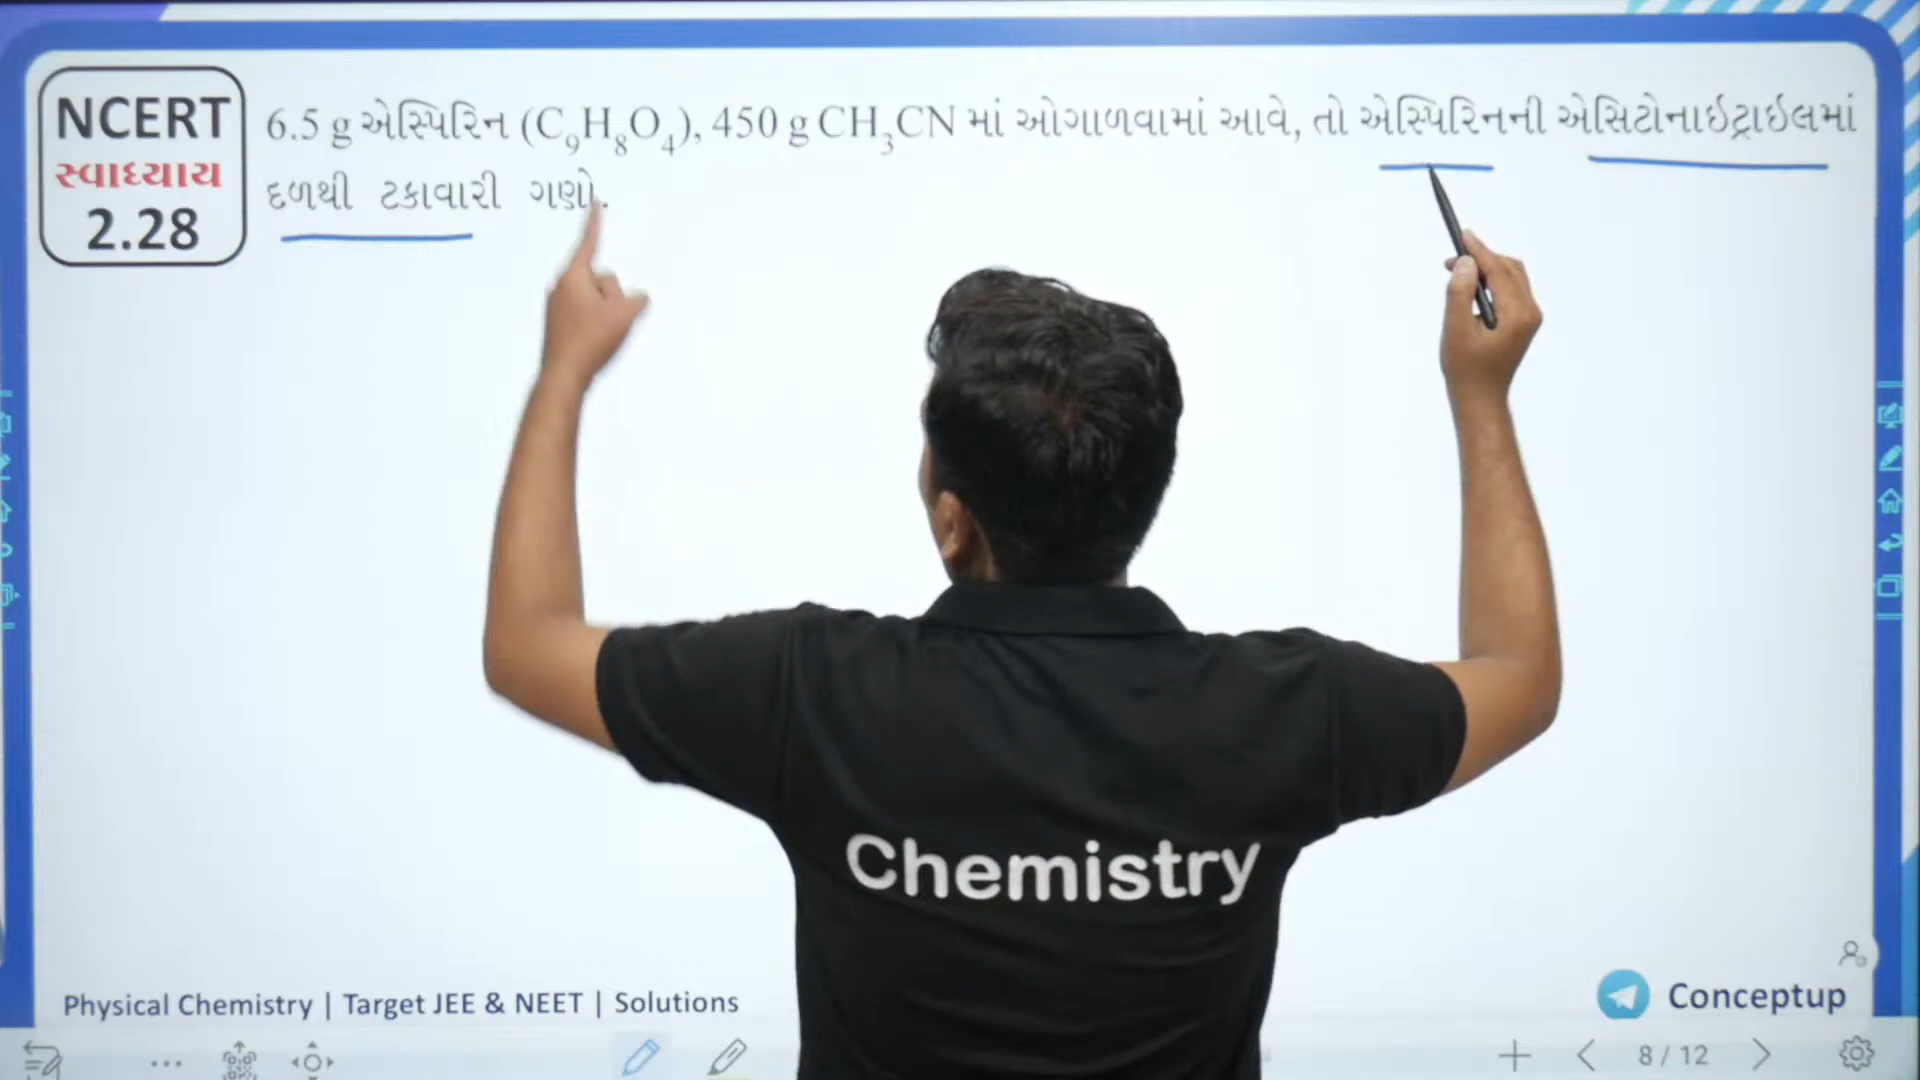 NCERT
સ્વાધ્યાય
2.28
6.5 g એસ્પિરિન (C₉H₈O₄), 450 g CH₃CN માં ઓગાળવામાં આવે, તો એસ્પિરિનની એસિટોનાઇટ્રાઇલમાં
દળથી ટકાવારી ગણો.
Chemistry
Physical Chemistry | Target JEE & NEET | Solutions
Conceptup
8 / 12